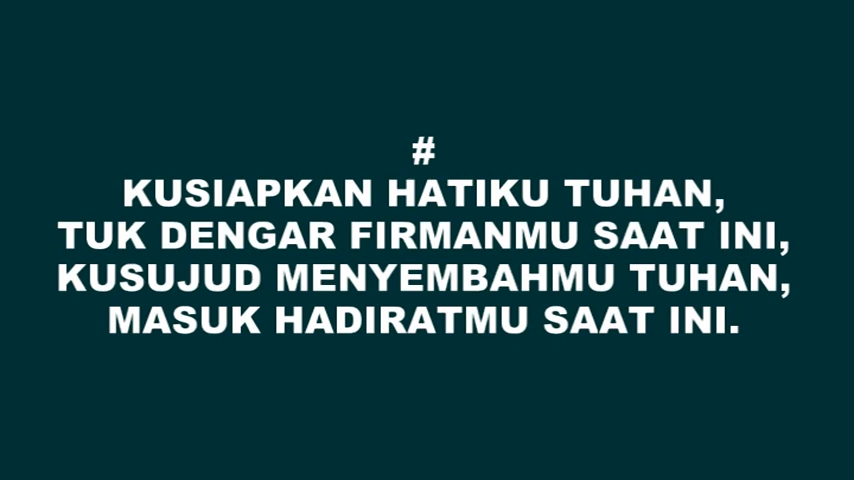 #
KUSIAPKAN HATIKU TUHAN,
TUK DENGAR FIRMANMU SAAT INI,
KUSUJUD MENYEMBAHMU TUHAN,
MASUK HADIRATMU SAAT INI.